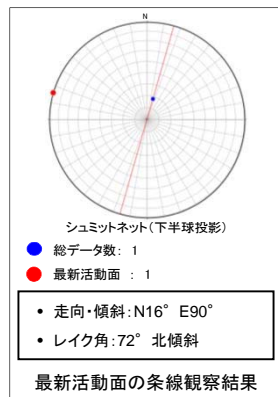 N
シュミットネット(下半球投影)
総データ数: 1
最新活動面 : 1
• 走向・傾斜:N16° E90°
• レイク角:72° 北傾斜
最新活動面の条線観察結果